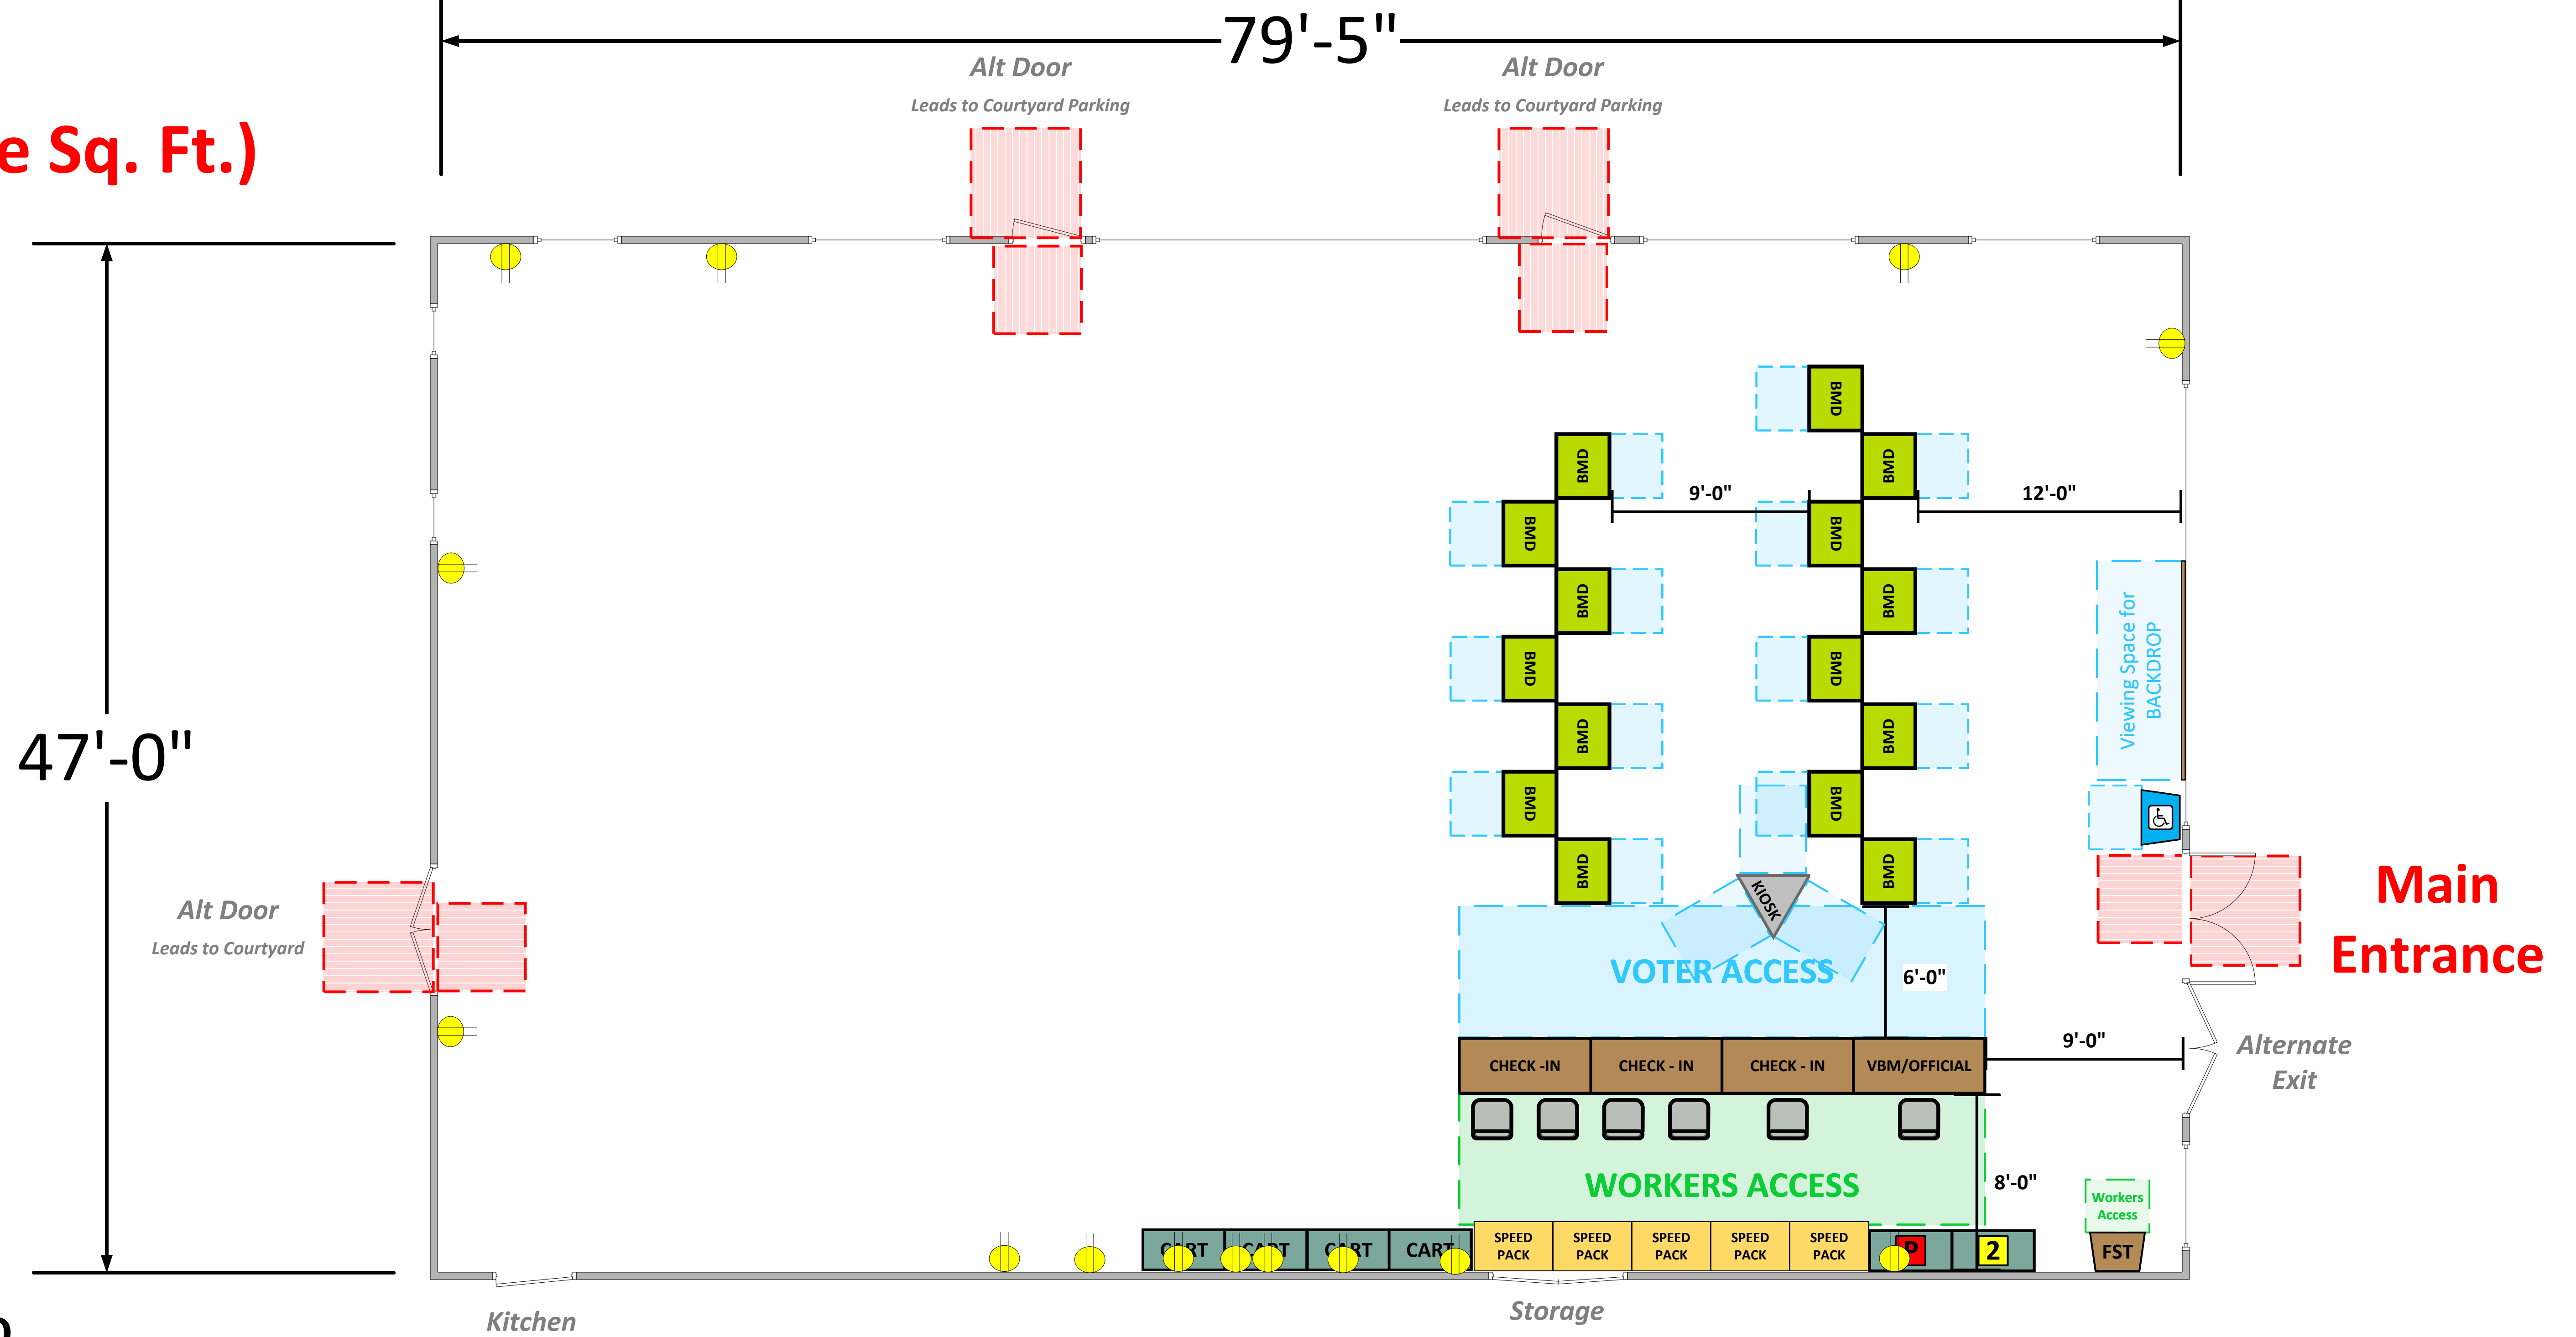 79'-5"
Alt Door
Leads to Courtyard Parking
Alt Door
Leads to Courtyard Parking
e Sq. Ft.)
BMD
BMD
BMD
9'-0"
12'-0"
BMD
BMD
BMD
BMD
BMD
BMD
BMD
BMD
BMD
BMD
BMD
BMD
Viewing Space for
BACKDROP
47'-0"
KIOSK
Alt Door
Leads to Courtyard
Main
Entrance
VOTER ACCESS
6'-0"
9'-0"
Alternate
Exit
CHECK -IN
CHECK - IN
CHECK - IN
VBM/OFFICIAL
WORKERS ACCESS
8'-0"
Workers
Access
CART
CART
CART
CART
SPEED
PACK
SPEED
PACK
SPEED
PACK
SPEED
PACK
SPEED
PACK
P
2
FST
Kitchen
Storage